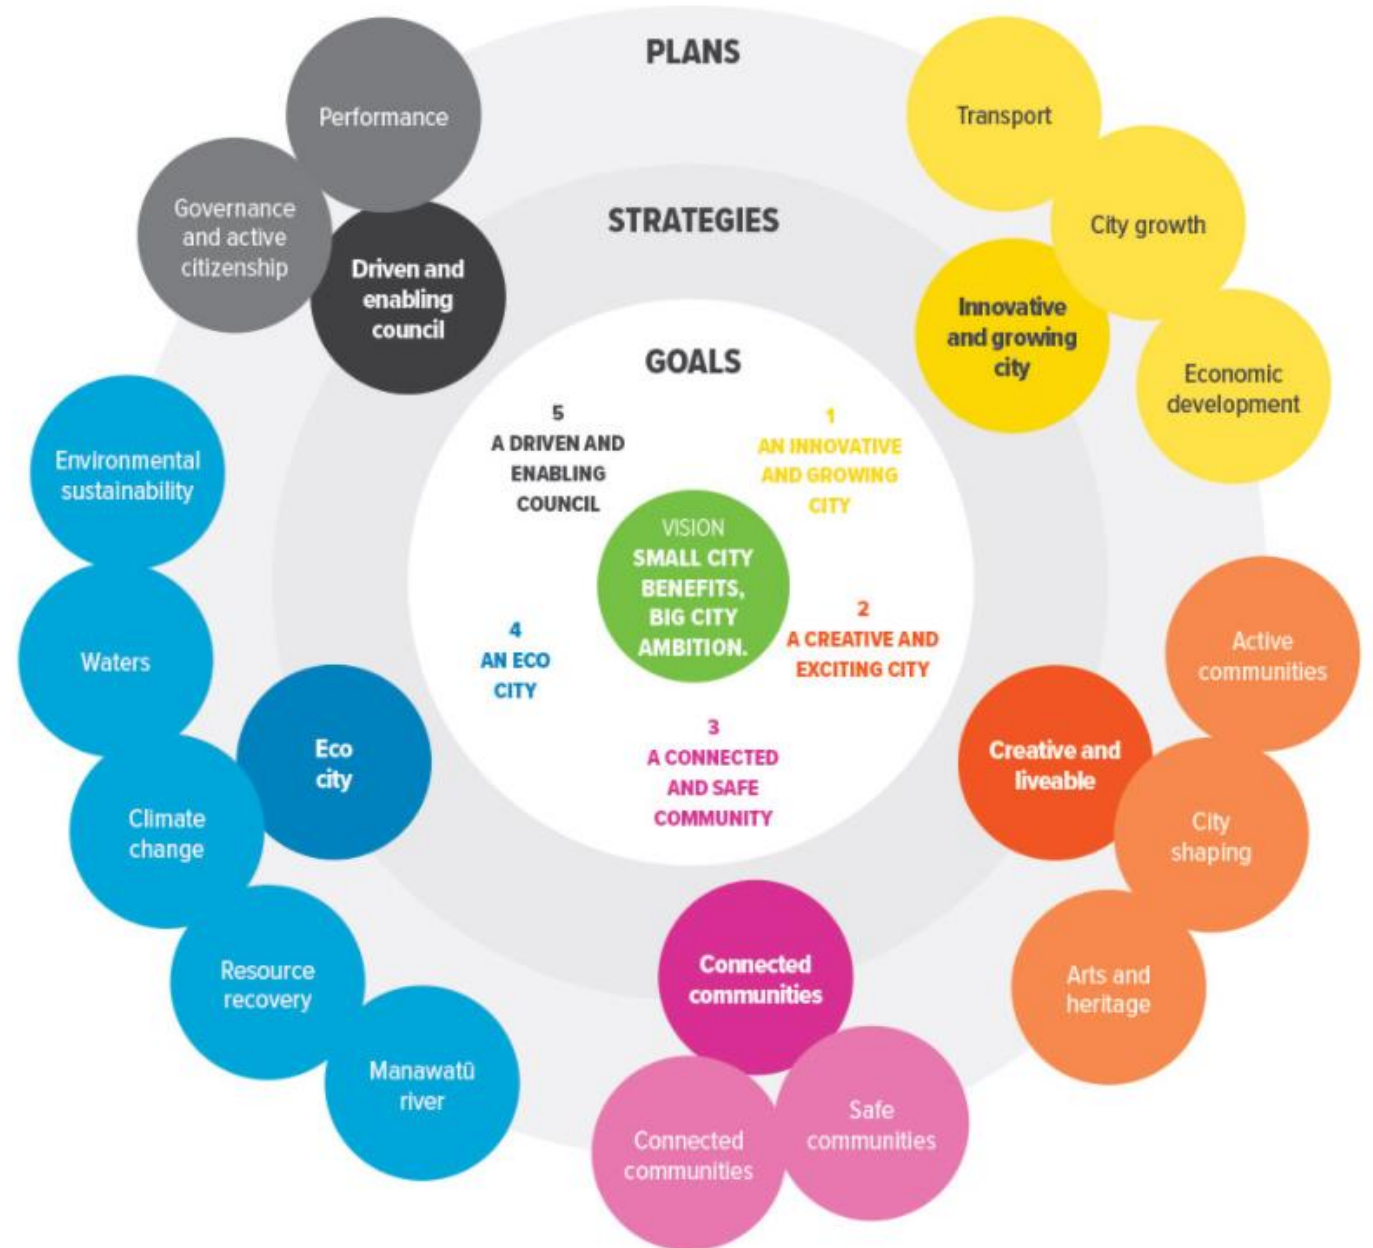 PLANS
STRATEGIES
GOALS
VISION
SMALL CITY
BENEFITS,
BIG CITY
AMBITION.
1
AN INNOVATIVE
AND GROWING
CITY
2
A CREATIVE AND
EXCITING CITY
3
A CONNECTED
AND SAFE
COMMUNITY
4
AN ECO
CITY
5
A DRIVEN AND
ENABLING
COUNCIL
Innovative
and growing
city
Transport
City growth
Economic
development
Creative and
liveable
Active
communities
City
shaping
Arts and
heritage
Connected
communities
Safe
communities
Connected
communities
Eco
city
Manawatū
river
Resource
recovery
Climate
change
Waters
Environmental
sustainability
Driven and
enabling
council
Governance
and active
citizenship
Performance